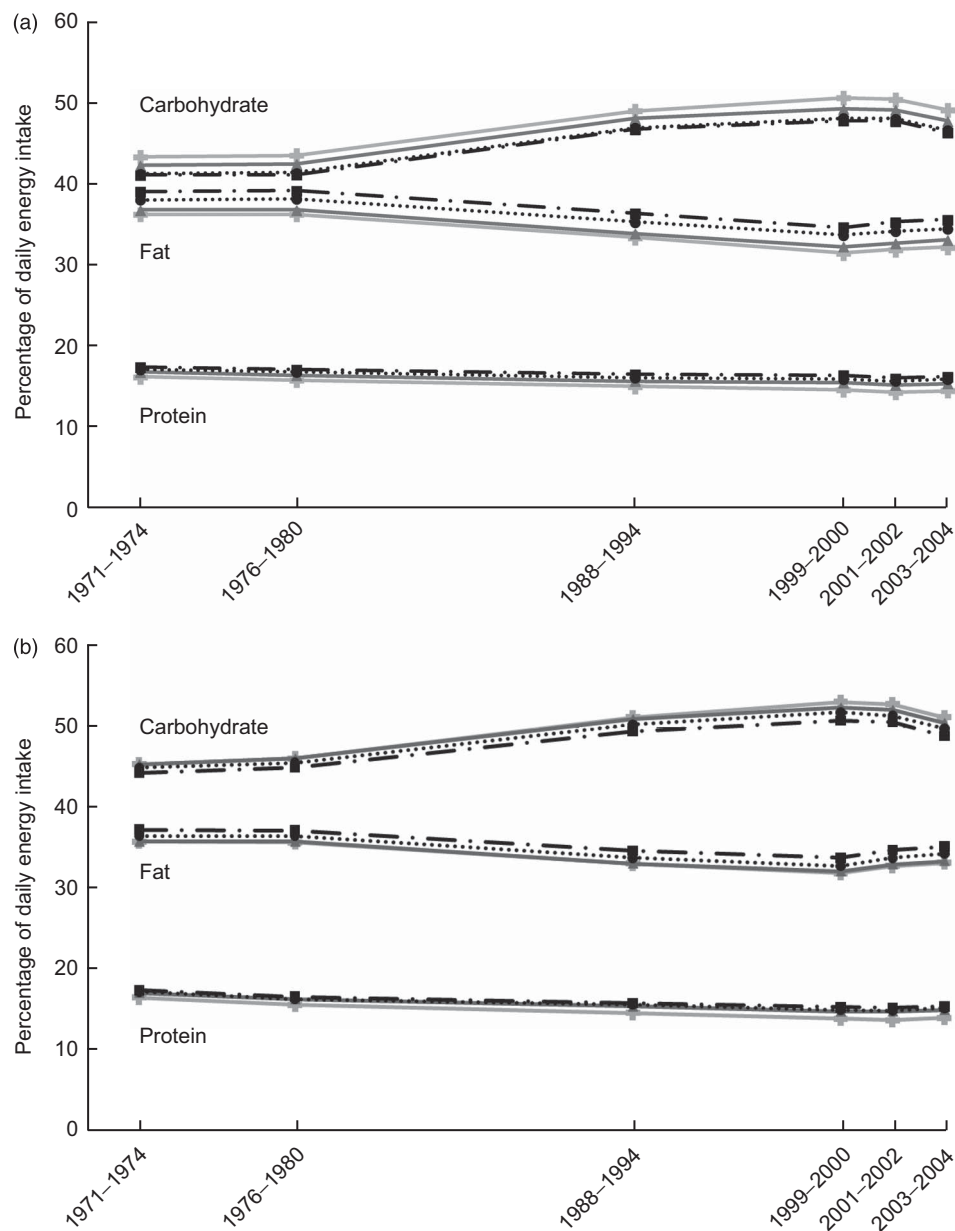 (a)
60
50
40
30
20
10
0
Percentage of daily energy intake
Carbohydrate
Fat
Protein
1971–1974
1976–1980
1988–1994
1999–2000
2001–2002
2003–2004
(b)
60
50
40
30
20
10
0
Percentage of daily energy intake
Carbohydrate
Fat
Protein
1971–1974
1976–1980
1988–1994
1999–2000
2001–2002
2003–2004